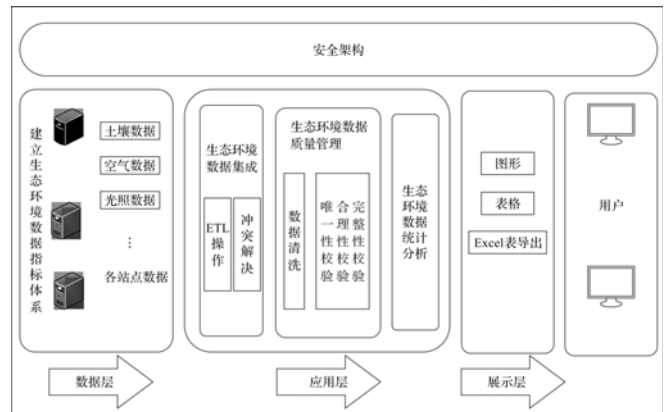 安全架构
建立生态环境数据指标体系
土壤数据
空气数据
光照数据
⋮
各站点数据
生态环境
数据集成
ETL
操作
冲突解决
生态环境数据
质量管理
数据清洗
唯一性校验
合理性校验
完整性校验
生态环境数据统计分析
图形
表格
Excel表导出
用户
数据层
应用层
展示层